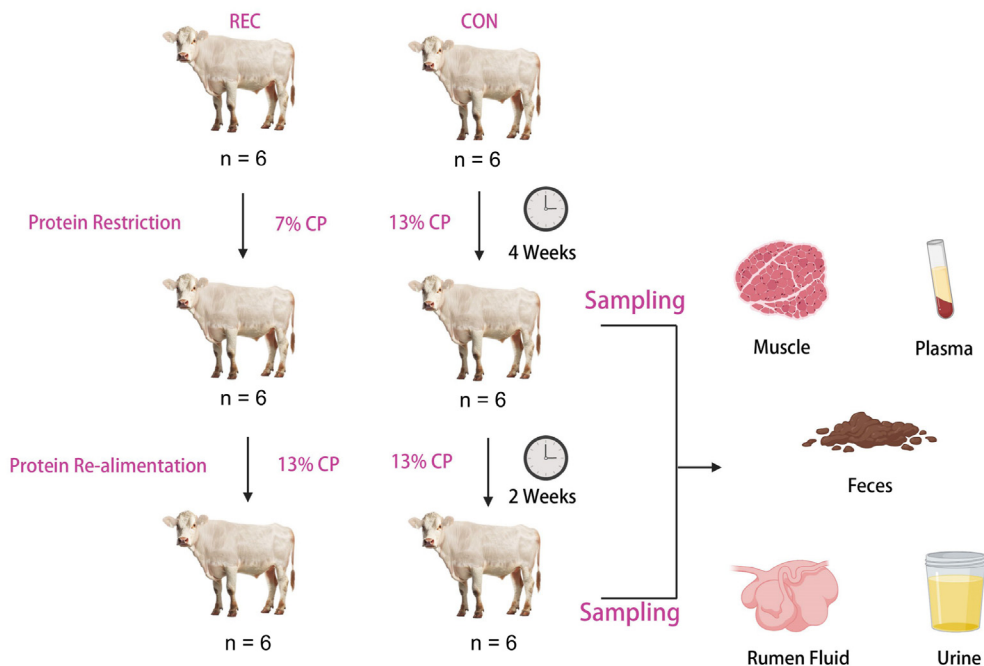 REC
CON
n = 6
n = 6
Protein Restriction
7% CP
13% CP
4 Weeks
Sampling
Muscle
Plasma
n = 6
n = 6
Protein Re-alimentation
13% CP
13% CP
2 Weeks
Feces
Sampling
n = 6
n = 6
Rumen Fluid
Urine